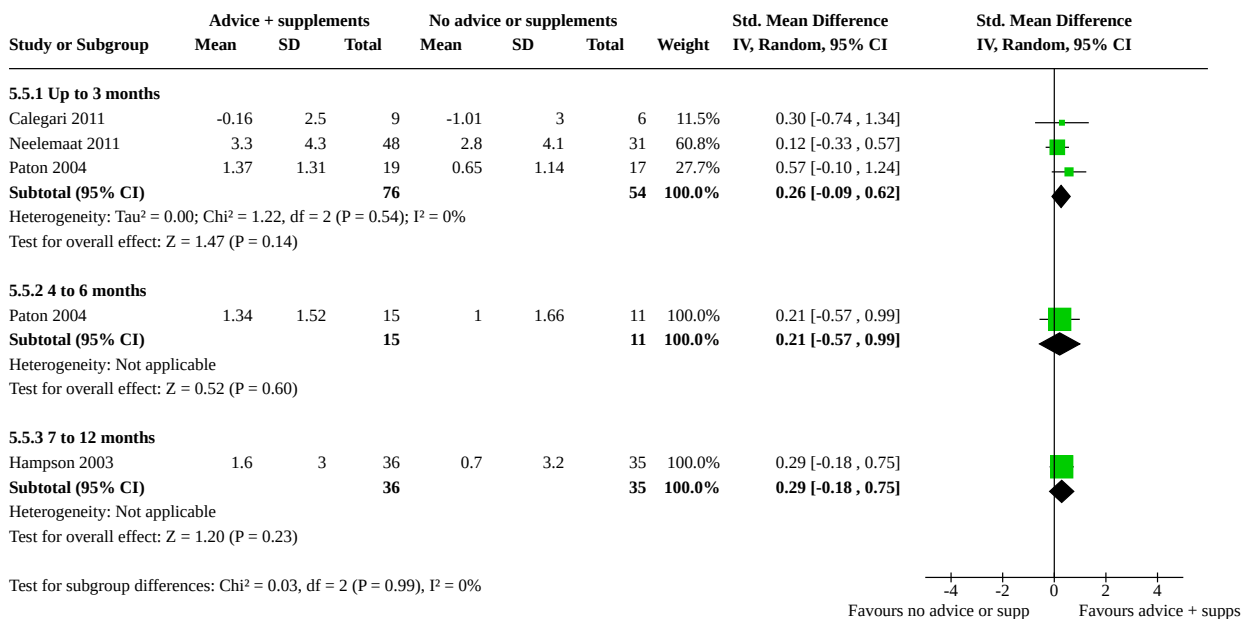 Advice + supplements No advice or supplements Std. Mean Difference Std. Mean Difference
Study or Subgroup Mean SD Total Mean SD Total Weight IV, Random, 95% CI IV, Random, 95% CI
5.5.1 Up to 3 months
Calegari 2011 -0.16 2.5 9 -1.01 3 6 11.5% 0.30 [-0.74 , 1.34]
Neelemaat 2011 3.3 4.3 48 2.8 4.1 31 60.8% 0.12 [-0.33 , 0.57]
Paton 2004 1.37 1.31 19 0.65 1.14 17 27.7% 0.57 [-0.10 , 1.24]
Subtotal (95% CI) 76 54 100.0% 0.26 [-0.09 , 0.62]
Heterogeneity: Tau² = 0.00; Chi² = 1.22, df = 2 (P = 0.54); I² = 0%
Test for overall effect: Z = 1.47 (P = 0.14)
5.5.2 4 to 6 months
Paton 2004 1.34 1.52 15 1 1.66 11 100.0% 0.21 [-0.57 , 0.99]
Subtotal (95% CI) 15 11 100.0% 0.21 [-0.57 , 0.99]
Heterogeneity: Not applicable
Test for overall effect: Z = 0.52 (P = 0.60)
5.5.3 7 to 12 months
Hampson 2003 1.6 3 36 0.7 3.2 35 100.0% 0.29 [-0.18 , 0.75]
Subtotal (95% CI) 36 35 100.0% 0.29 [-0.18 , 0.75]
Heterogeneity: Not applicable
Test for overall effect: Z = 1.20 (P = 0.23)
Test for subgroup differences: Chi² = 0.03, df = 2 (P = 0.99), I² = 0%
-4 -2 0 2 4
Favours no advice or supp Favours advice + supps